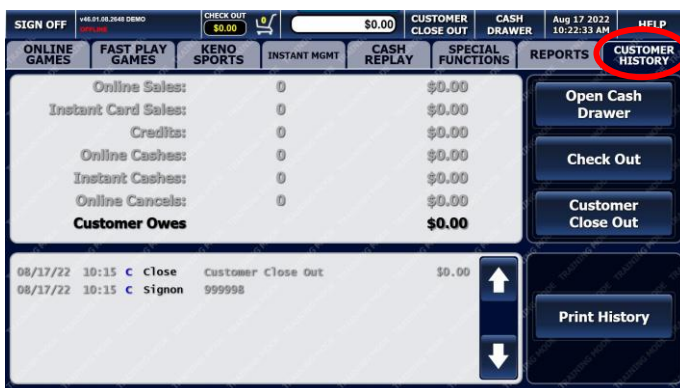 SIGN OFF
v46.01.08.2648 DEMO
OFFLINE
CHECK OUT
$0.00
0
$0.00
CUSTOMER
CLOSE OUT
CASH
DRAWER
Aug 17 2022
10:22:33 AM
HELP
ONLINE
GAMES
FAST PLAY
GAMES
KENO
SPORTS
INSTANT MGMT
CASH
REPLAY
SPECIAL
FUNCTIONS
REPORTS
CUSTOMER
HISTORY
Online Sales: 0 $0.00
Instant Card Sales: 0 $0.00
Credits: 0 $0.00
Online Cashes: 0 $0.00
Instant Cashes: 0 $0.00
Online Cancels: 0 $0.00
Customer Owes $0.00
Open Cash
Drawer
Check Out
Customer
Close Out
08/17/22 10:15 C Close Customer Close Out $0.00
08/17/22 10:15 C Signon 999998
Print History
TRAINING MODE